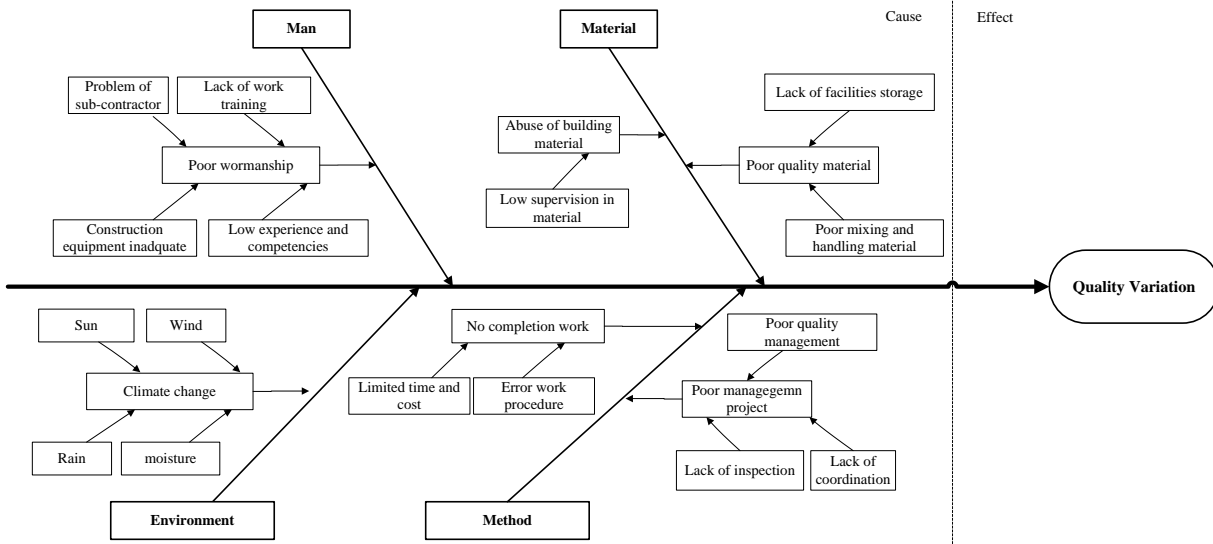 Man
Material
Cause
Effect
Problem of
sub-contractor
Lack of work
training
Lack of facilities storage
Abuse of building
material
Poor wormanship
Poor quality material
Low supervision in
material
Construction
equipment inadquate
Low experience and
competencies
Poor mixing and
handling material
Quality Variation
Sun
Wind
No completion work
Poor quality
management
Climate change
Limited time and
cost
Error work
procedure
Poor managegemn
project
Rain
moisture
Lack of inspection
Lack of
coordination
Environment
Method